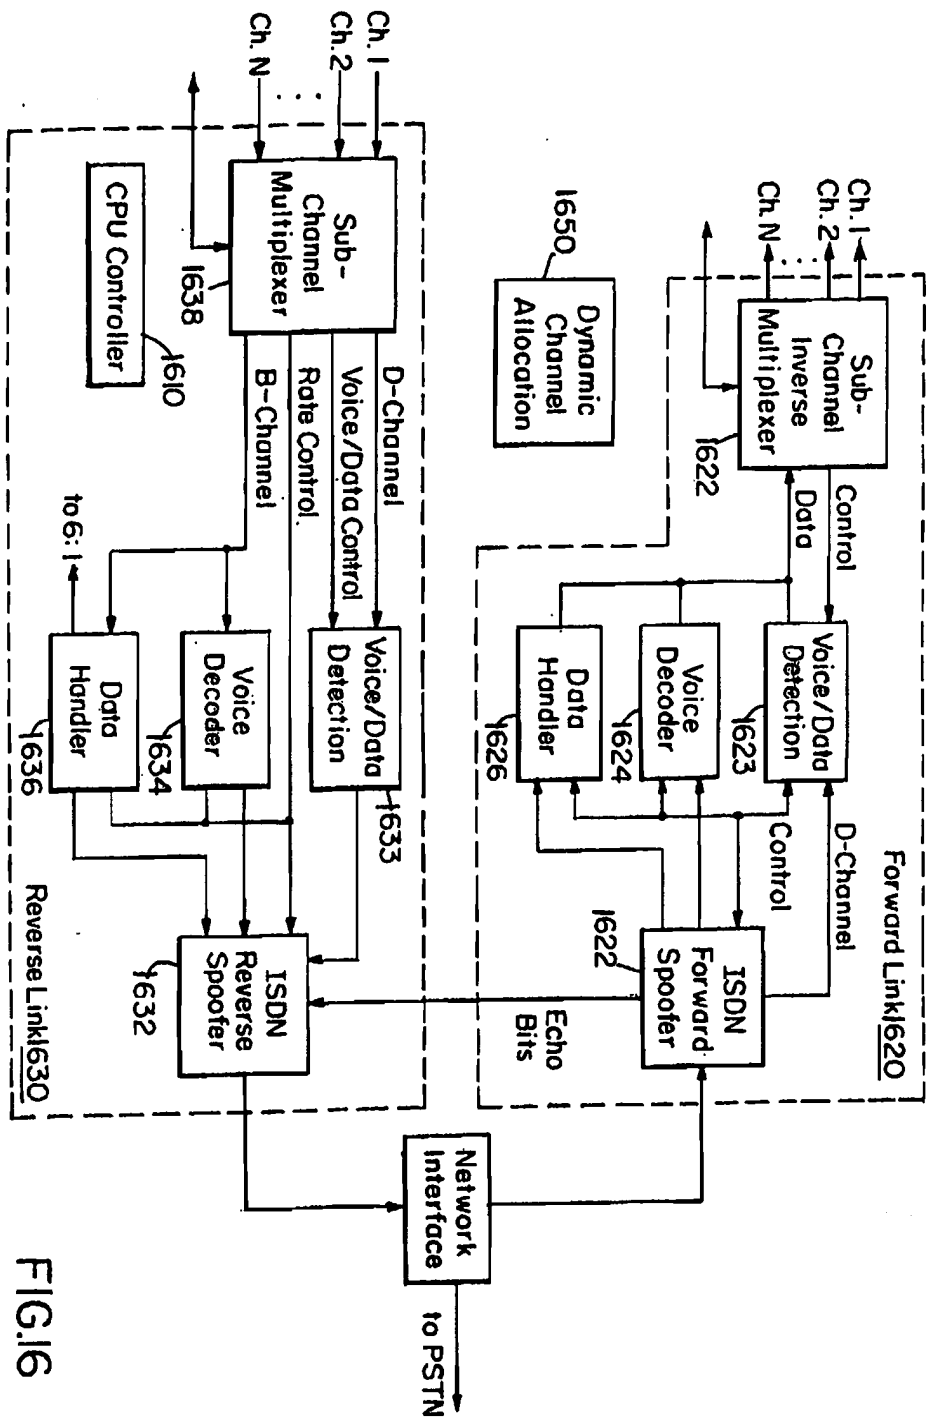 Ch. 1
Ch. 2
...
Ch. N
Sub-
Channel
Inverse
Multiplexer
1622
Control
Data
Voice/Data
Detection
1623
Voice
Decoder
1624
Data
Handler
1626
D-Channel
Control
ISDN
Forward
Spoofer
1622
Forward Link 1620
Echo
Bits
1650
Dynamic
Channel
Allocation
Ch. 1
Ch. 2
...
Ch. N
Sub-
Channel
Multiplexer
1638
D-Channel
Voice/Data Control
Rate Control
B-Channel
Voice/Data
Detection
1633
Voice
Decoder
1634
Data
Handler
1636
to 6:1
CPU Controller
1610
ISDN
Reverse
Spoofer
1632
Reverse Link 1630
Network
Interface
to PSTN
FIG.16